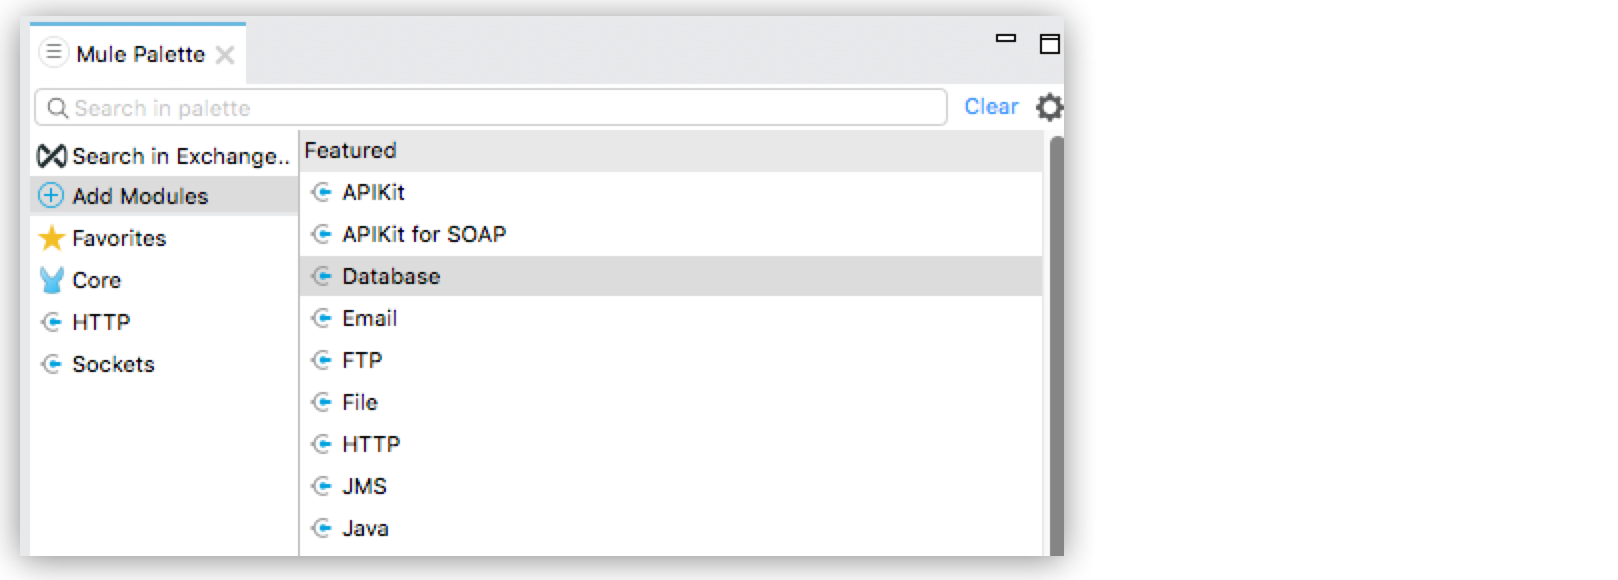 Mule Palette
Search in palette
Clear
Search in Exchange..
Add Modules
Favorites
Core
HTTP
Sockets
Featured
APIKit
APIKit for SOAP
Database
Email
FTP
File
HTTP
JMS
Java